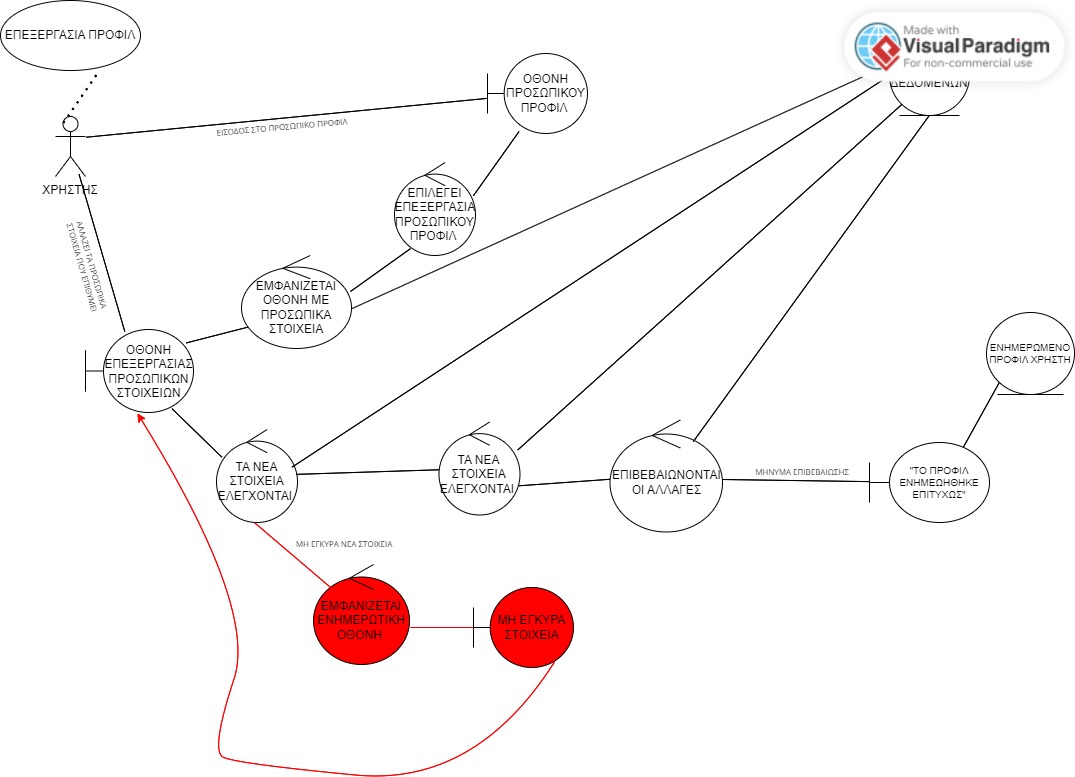 ΕΠΕΞΕΡΓΑΣΙΑ ΠΡΟΦΙΛ
Made with
Visual Paradigm
For non-commercial use
ΔΕΔΟΜΕΝΩΝ
ΟΘΟΝΗ
ΠΡΟΣΩΠΙΚΟΥ
ΠΡΟΦΙΛ
ΕΙΣΟΔΟΣ ΣΤΟ ΠΡΟΣΩΠΙΚΟ ΠΡΟΦΙΛ
ΧΡΗΣΤΗΣ
ΕΠΙΛΕΓΕΙ
ΕΠΕΞΕΡΓΑΣΙΑ
ΠΡΟΣΩΠΙΚΟΥ
ΠΡΟΦΙΛ
ΑΛΛΑΖΕΙ ΤΑ ΠΡΟΣΩΠΙΚΑ
ΣΤΟΙΧΕΙΑ ΠΟΥ ΕΠΙΘΥΜΕΙ
ΕΜΦΑΝΙΖΕΤΑΙ
ΟΘΟΝΗ ΜΕ
ΠΡΟΣΩΠΙΚΑ
ΣΤΟΙΧΕΙΑ
ΟΘΟΝΗ
ΕΠΕΞΕΡΓΑΣΙΑΣ
ΠΡΟΣΩΠΙΚΩΝ
ΣΤΟΙΧΕΙΩΝ
ΕΝΗΜΕΡΩΜΕΝΟ
ΠΡΟΦΙΛ ΧΡΗΣΤΗ
ΤΑ ΝΕΑ
ΣΤΟΙΧΕΙΑ
ΕΛΕΓΧΟΝΤΑΙ
ΤΑ ΝΕΑ
ΣΤΟΙΧΕΙΑ
ΕΛΕΓΧΟΝΤΑΙ
ΕΠΙΒΕΒΑΙΩΝΟΝΤΑΙ
ΟΙ ΑΛΛΑΓΕΣ
ΜΗΝΥΜΑ ΕΠΙΒΕΒΑΙΩΣΗΣ
"ΤΟ ΠΡΟΦΙΛ
ΕΝΗΜΕΩΗΘΗΚΕ
ΕΠΙΤΥΧΩΣ"
ΜΗ ΕΓΚΥΡΑ ΝΕΑ ΣΤΟΙΧΕΙΑ
ΕΜΦΑΝΙΖΕΤΑΙ
ΕΝΗΜΕΡΩΤΙΚΗ
ΟΘΟΝΗ
ΜΗ ΕΓΚΥΡΑ
ΣΤΟΙΧΕΙΑ